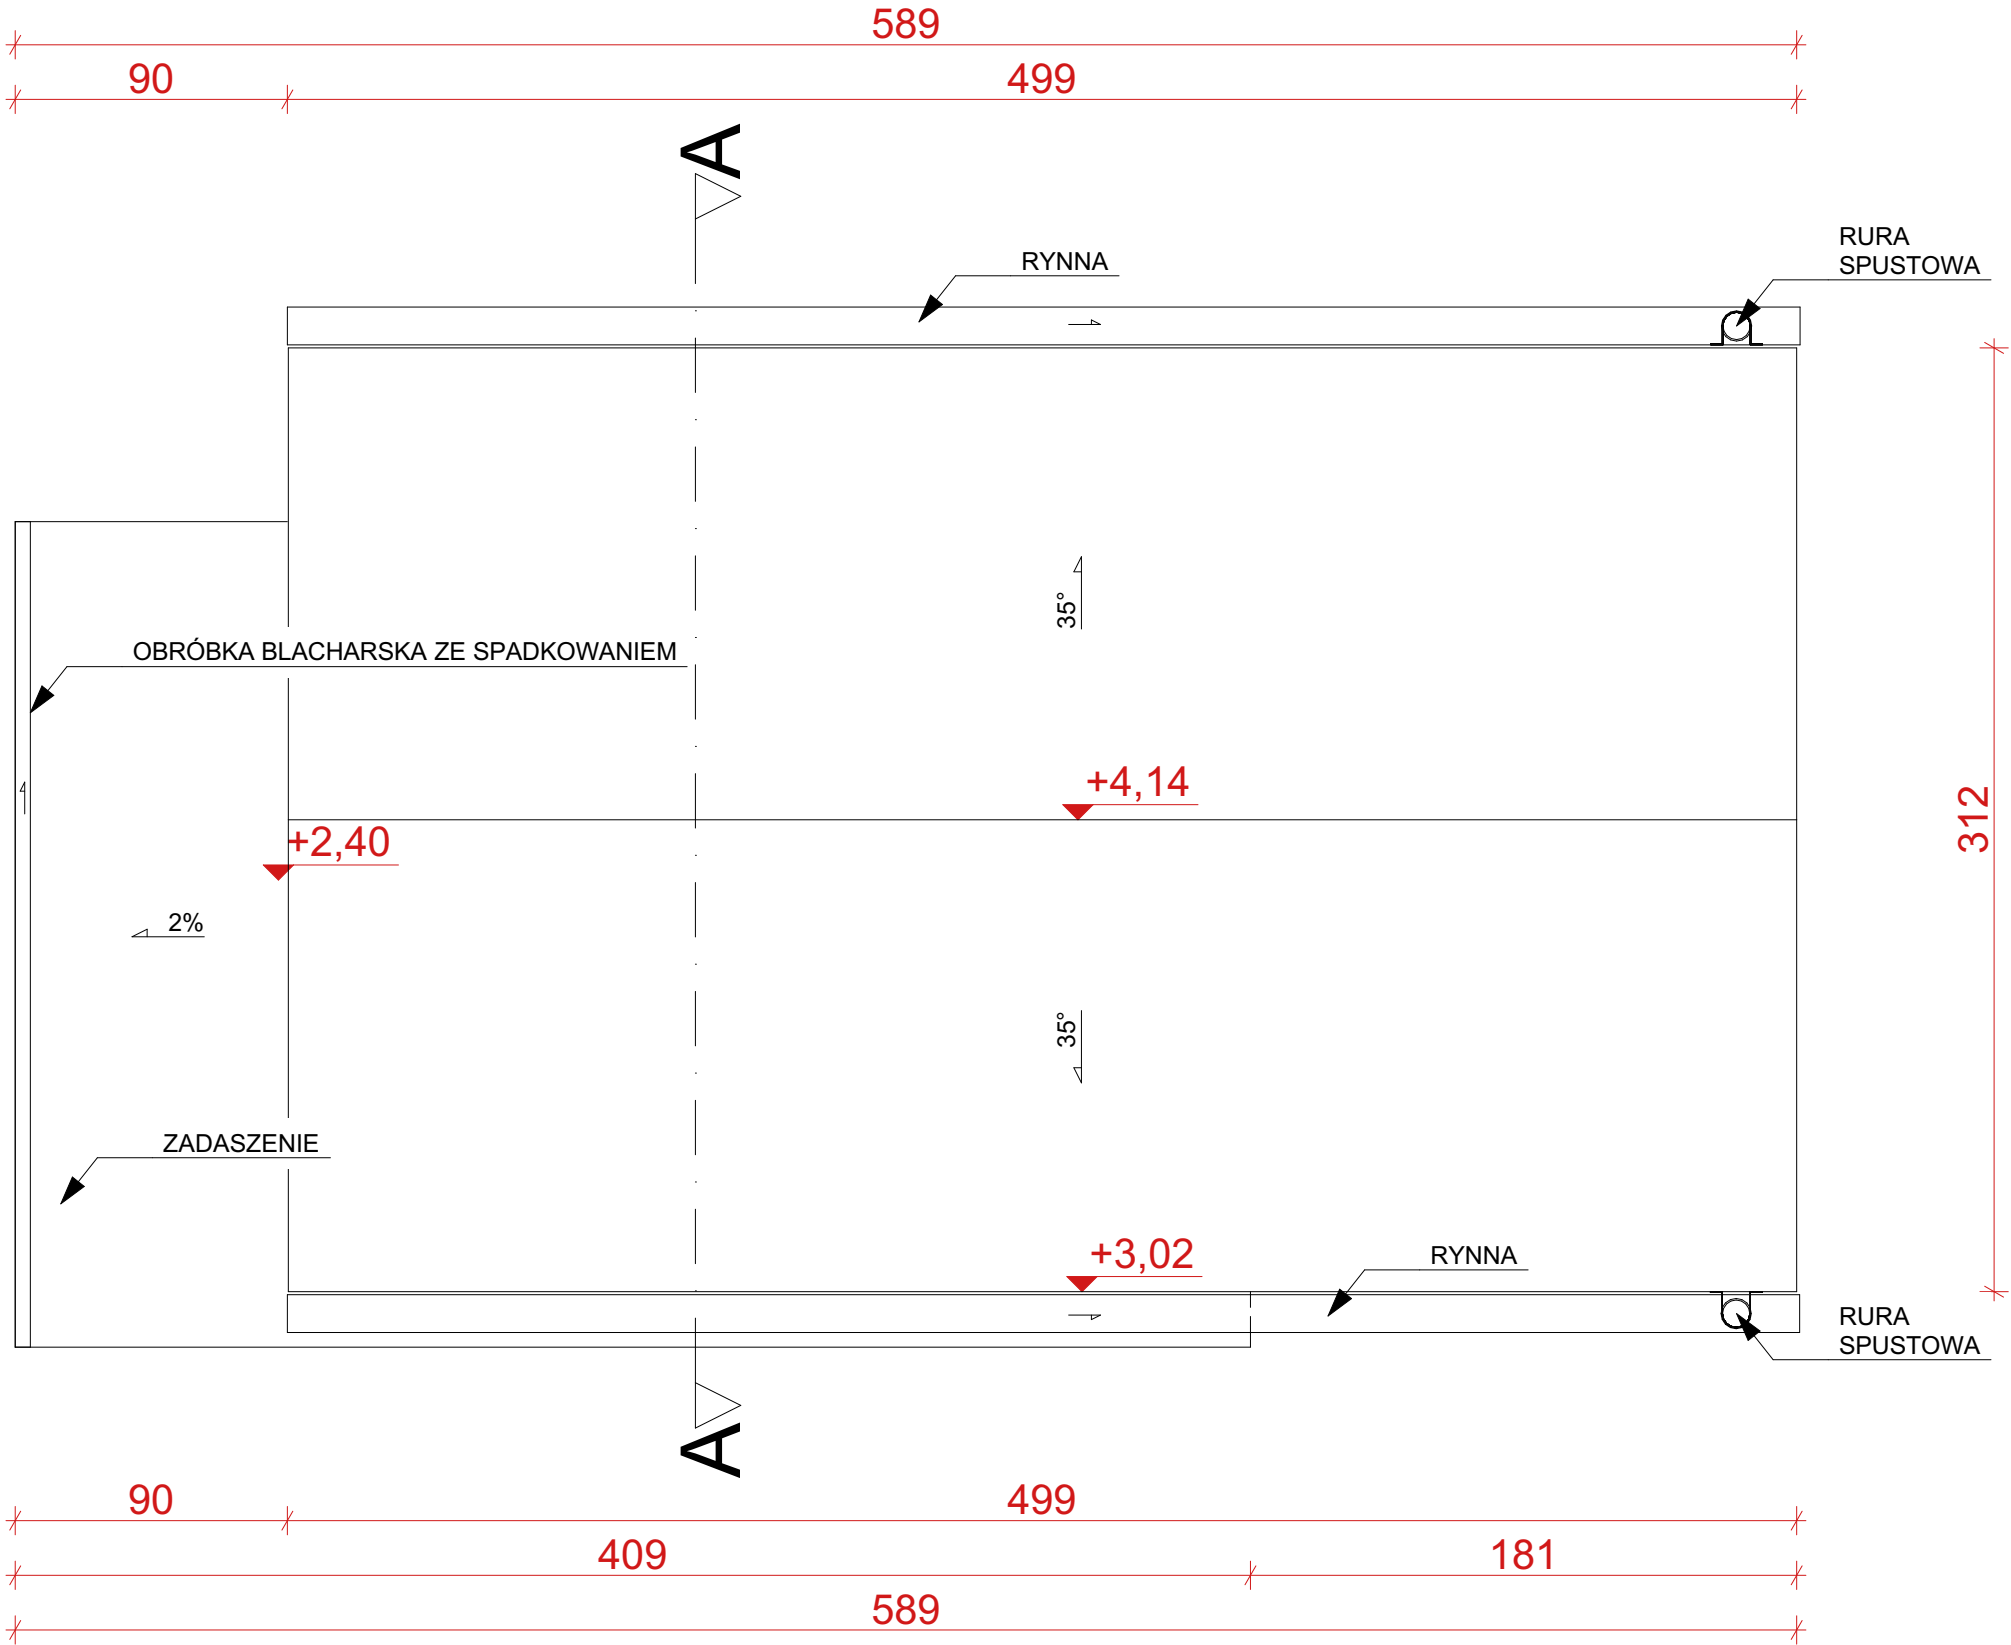 589
90
499
A
RYNNA
RURA
SPUSTOWA
35°
OBRÓBKA BLACHARSKA ZE SPADKOWANIEM
+4,14
312
+2,40
2%
35°
ZADASZENIE
+3,02
RYNNA
RURA
SPUSTOWA
A
90
499
409
181
589